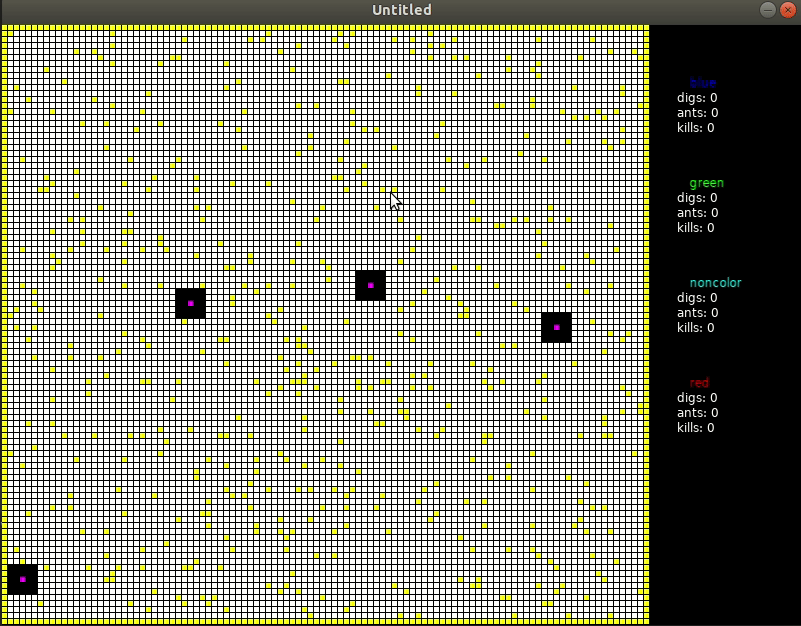 Untitled
blue
digs: 0
ants: 0
kills: 0
green
digs: 0
ants: 0
kills: 0
noncolor
digs: 0
ants: 0
kills: 0
red
digs: 0
ants: 0
kills: 0